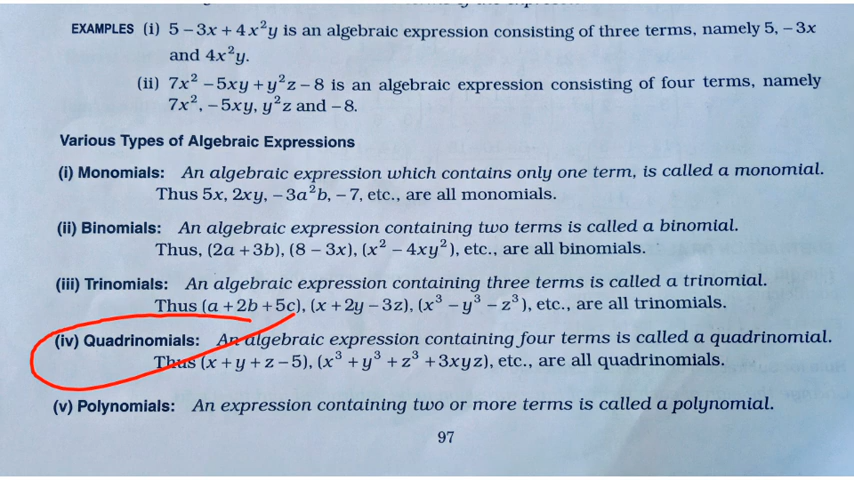 EXAMPLES (i) 5 – 3x + 4x²y is an algebraic expression consisting of three terms, namely 5, – 3x
and 4x²y.
(ii) 7x² – 5xy + y²z – 8 is an algebraic expression consisting of four terms, namely
7x², – 5xy, y²z and – 8.
Various Types of Algebraic Expressions
(i) Monomials: An algebraic expression which contains only one term, is called a monomial.
Thus 5x, 2xy, – 3a²b, – 7, etc., are all monomials.
(ii) Binomials: An algebraic expression containing two terms is called a binomial.
Thus, (2a + 3b), (8 – 3x), (x² – 4xy²), etc., are all binomials.
(iii) Trinomials: An algebraic expression containing three terms is called a trinomial.
Thus (a + 2b + 5c), (x + 2y – 3z), (x³ – y³ – z³), etc., are all trinomials.
(iv) Quadrinomials: An algebraic expression containing four terms is called a quadrinomial.
Thus (x + y + z – 5), (x³ + y³ + z³ + 3xyz), etc., are all quadrinomials.
(v) Polynomials: An expression containing two or more terms is called a polynomial.
97